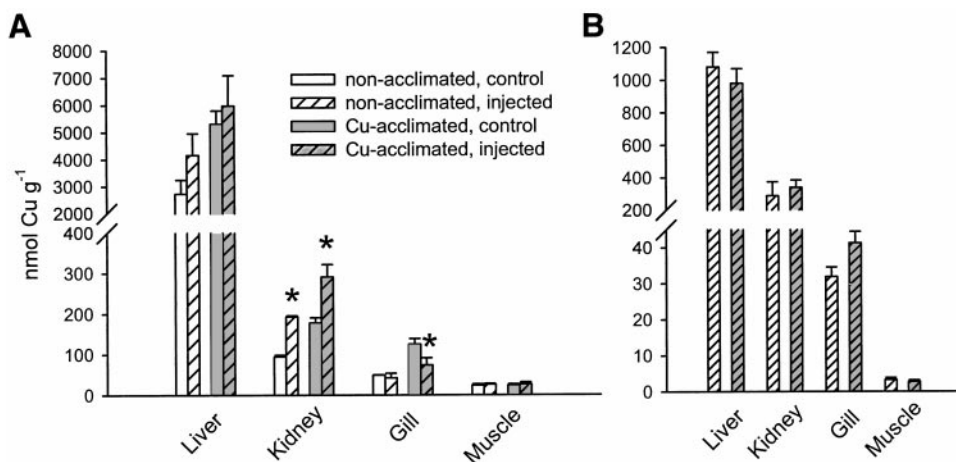 A
B
nmol Cu g-1
8000
7000
6000
5000
4000
3000
2000
400
300
200
100
0
non-acclimated, control
non-acclimated, injected
Cu-acclimated, control
Cu-acclimated, injected
*
*
*
Liver
Kidney
Gill
Muscle
1200
1000
800
600
400
200
40
30
20
10
0
Liver
Kidney
Gill
Muscle